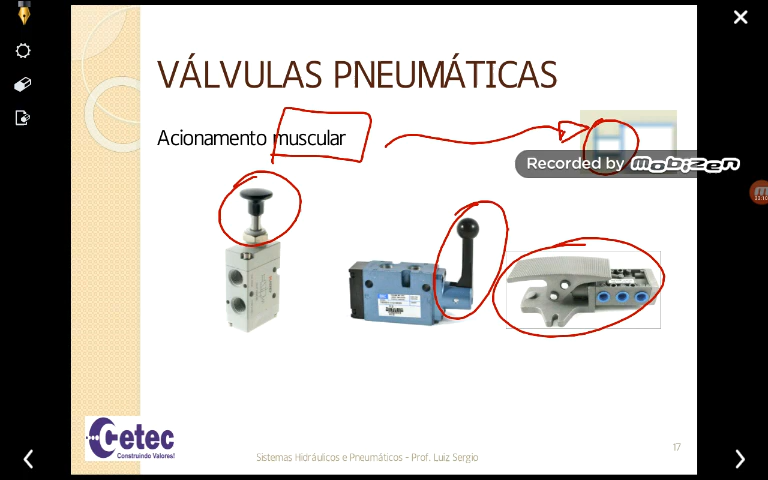 VÁLVULAS PNEUMÁTICAS
Acionamento muscular
Recorded by mobizen
Cetec
Construindo Valores!
Sistemas Hidráulicos e Pneumáticos - Prof. Luiz Sergio
17